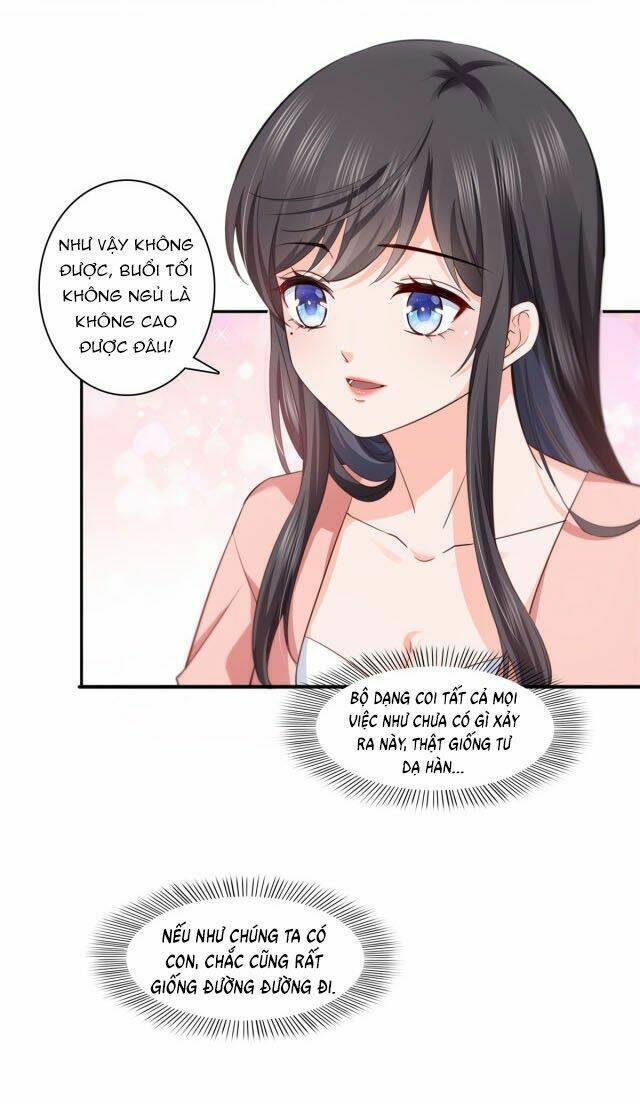 NHƯ VẬY KHÔNG
ĐƯỢC, BUỔI TỐI
KHÔNG NGỦ LÀ
KHÔNG CAO
ĐƯỢC ĐÂU!
BỘ DẠNG COI TẤT CẢ MỌI
VIỆC NHƯ CHƯA CÓ GÌ XẢY
RA NÀY, THẬT GIỐNG TƯ
DẠ HÀN...
NẾU NHƯ CHÚNG TA CÓ
CON, CHẮC CŨNG RẤT
GIỐNG ĐƯỜNG ĐƯỜNG ĐI.